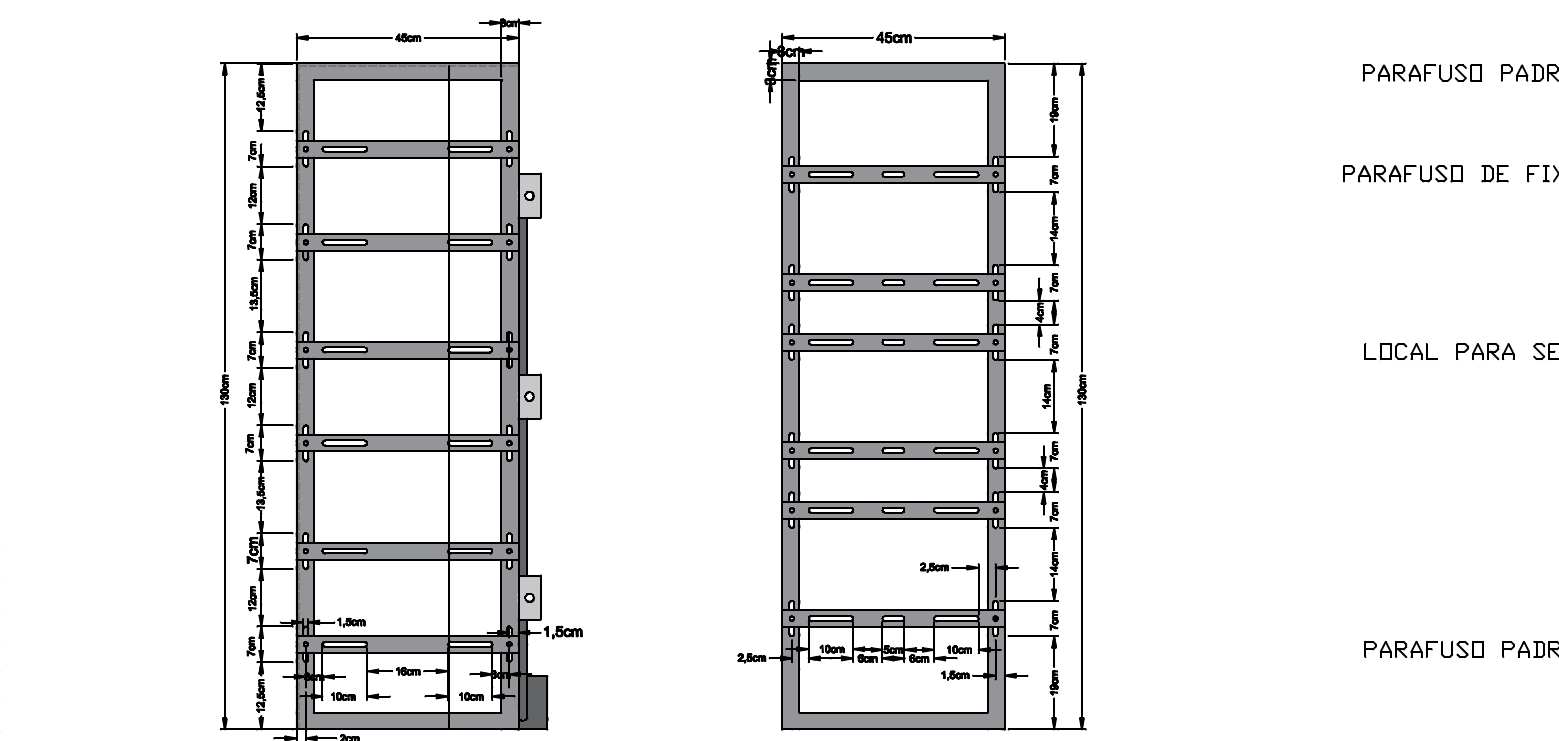 3cm
45cm
12,5cm
7cm
12cm
7cm
13,5cm
7cm
12cm
7cm
13,5cm
7cm
12cm
7cm
12,5cm
130cm
1,5cm
1,5cm
3cm
16cm
3cm
10cm
10cm
2cm
45cm
3cm
3cm
19cm
7cm
14cm
7cm
4cm
7cm
14cm
7cm
4cm
7cm
14cm
7cm
19cm
130cm
2,5cm
10cm
5cm
10cm
2,5cm
6cm
6cm
1,5cm
PARAFUSO PADR
PARAFUSO DE FIX
LOCAL PARA SE
PARAFUSO PADR